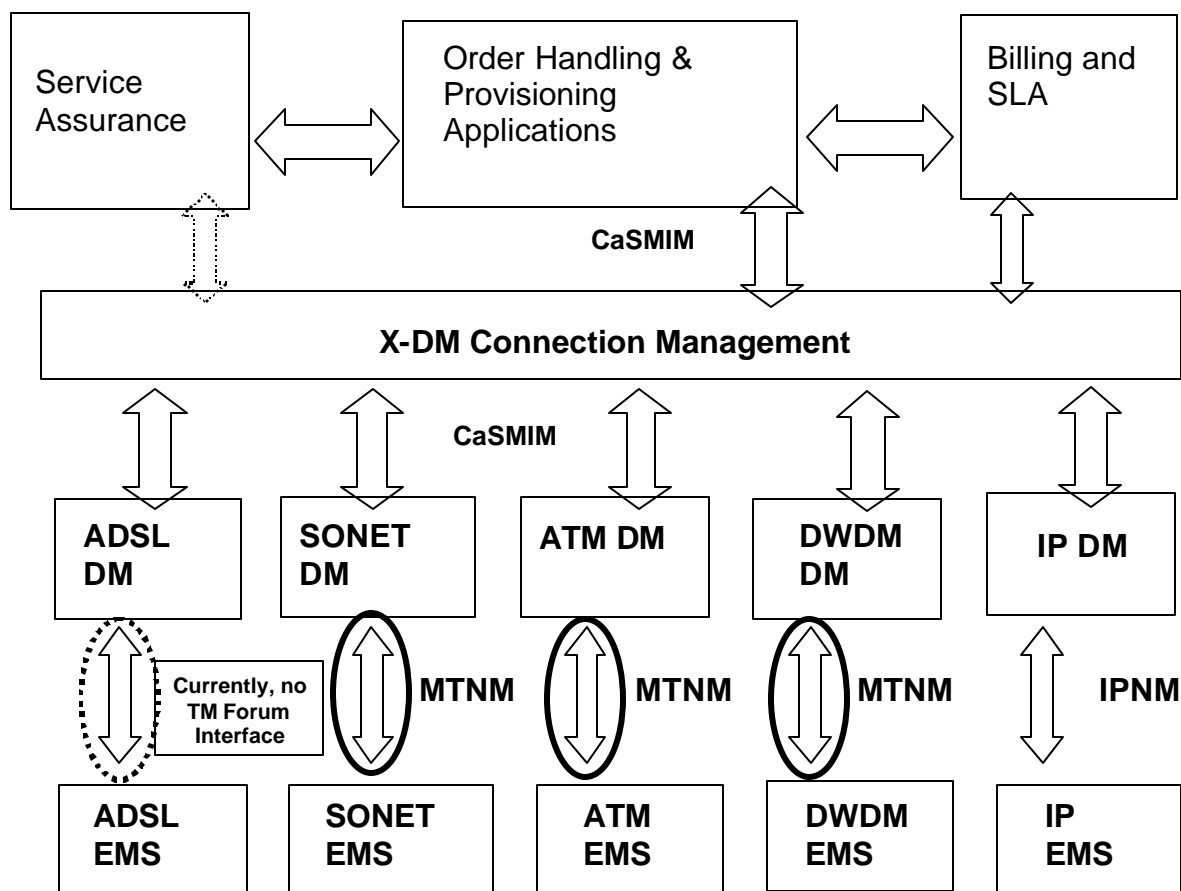 Service
Assurance
Order Handling &
Provisioning
Applications
Billing and
SLA
CaSMIM
X-DM Connection Management
CaSMIM
ADSL
DM
SONET
DM
ATM DM
DWDM
DM
IP DM
Currently, no
TM Forum
Interface
MTNM
MTNM
MTNM
IPNM
ADSL
EMS
SONET
EMS
ATM
EMS
DWDM
EMS
IP
EMS